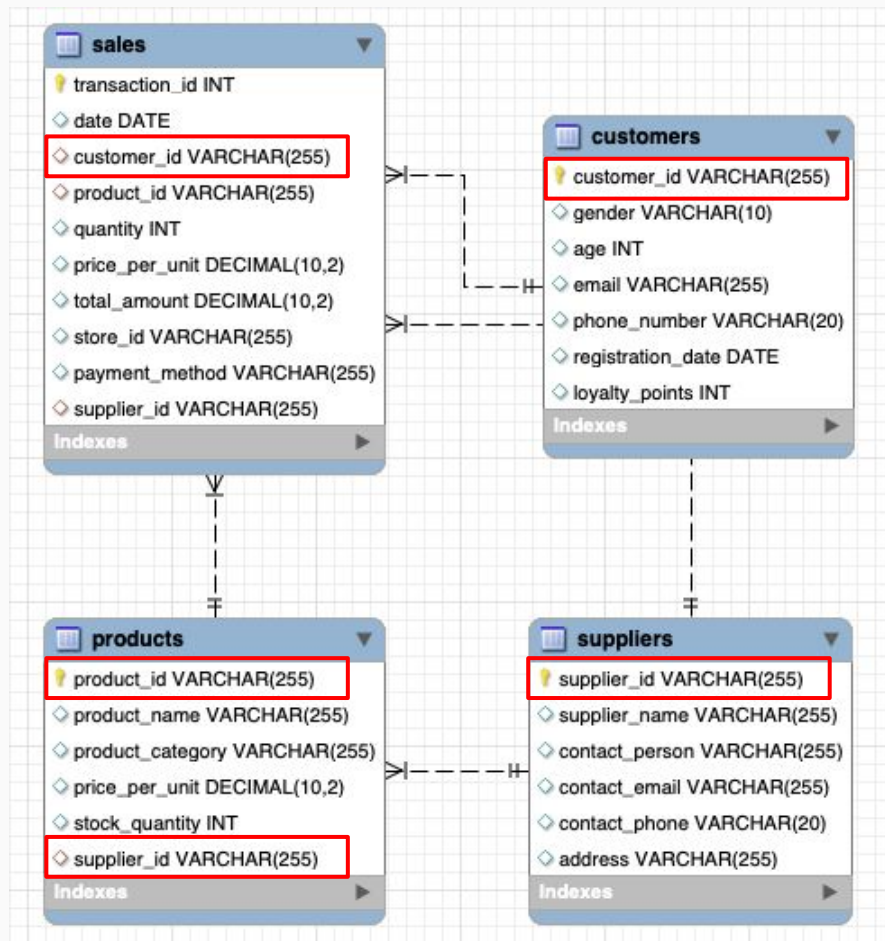 sales
transaction_id INT
date DATE
customer_id VARCHAR(255)
product_id VARCHAR(255)
quantity INT
price_per_unit DECIMAL(10,2)
total_amount DECIMAL(10,2)
store_id VARCHAR(255)
payment_method VARCHAR(255)
supplier_id VARCHAR(255)
Indexes
customers
customer_id VARCHAR(255)
gender VARCHAR(10)
age INT
email VARCHAR(255)
phone_number VARCHAR(20)
registration_date DATE
loyalty_points INT
Indexes
products
product_id VARCHAR(255)
product_name VARCHAR(255)
product_category VARCHAR(255)
price_per_unit DECIMAL(10,2)
stock_quantity INT
supplier_id VARCHAR(255)
Indexes
suppliers
supplier_id VARCHAR(255)
supplier_name VARCHAR(255)
contact_person VARCHAR(255)
contact_email VARCHAR(255)
contact_phone VARCHAR(20)
address VARCHAR(255)
Indexes